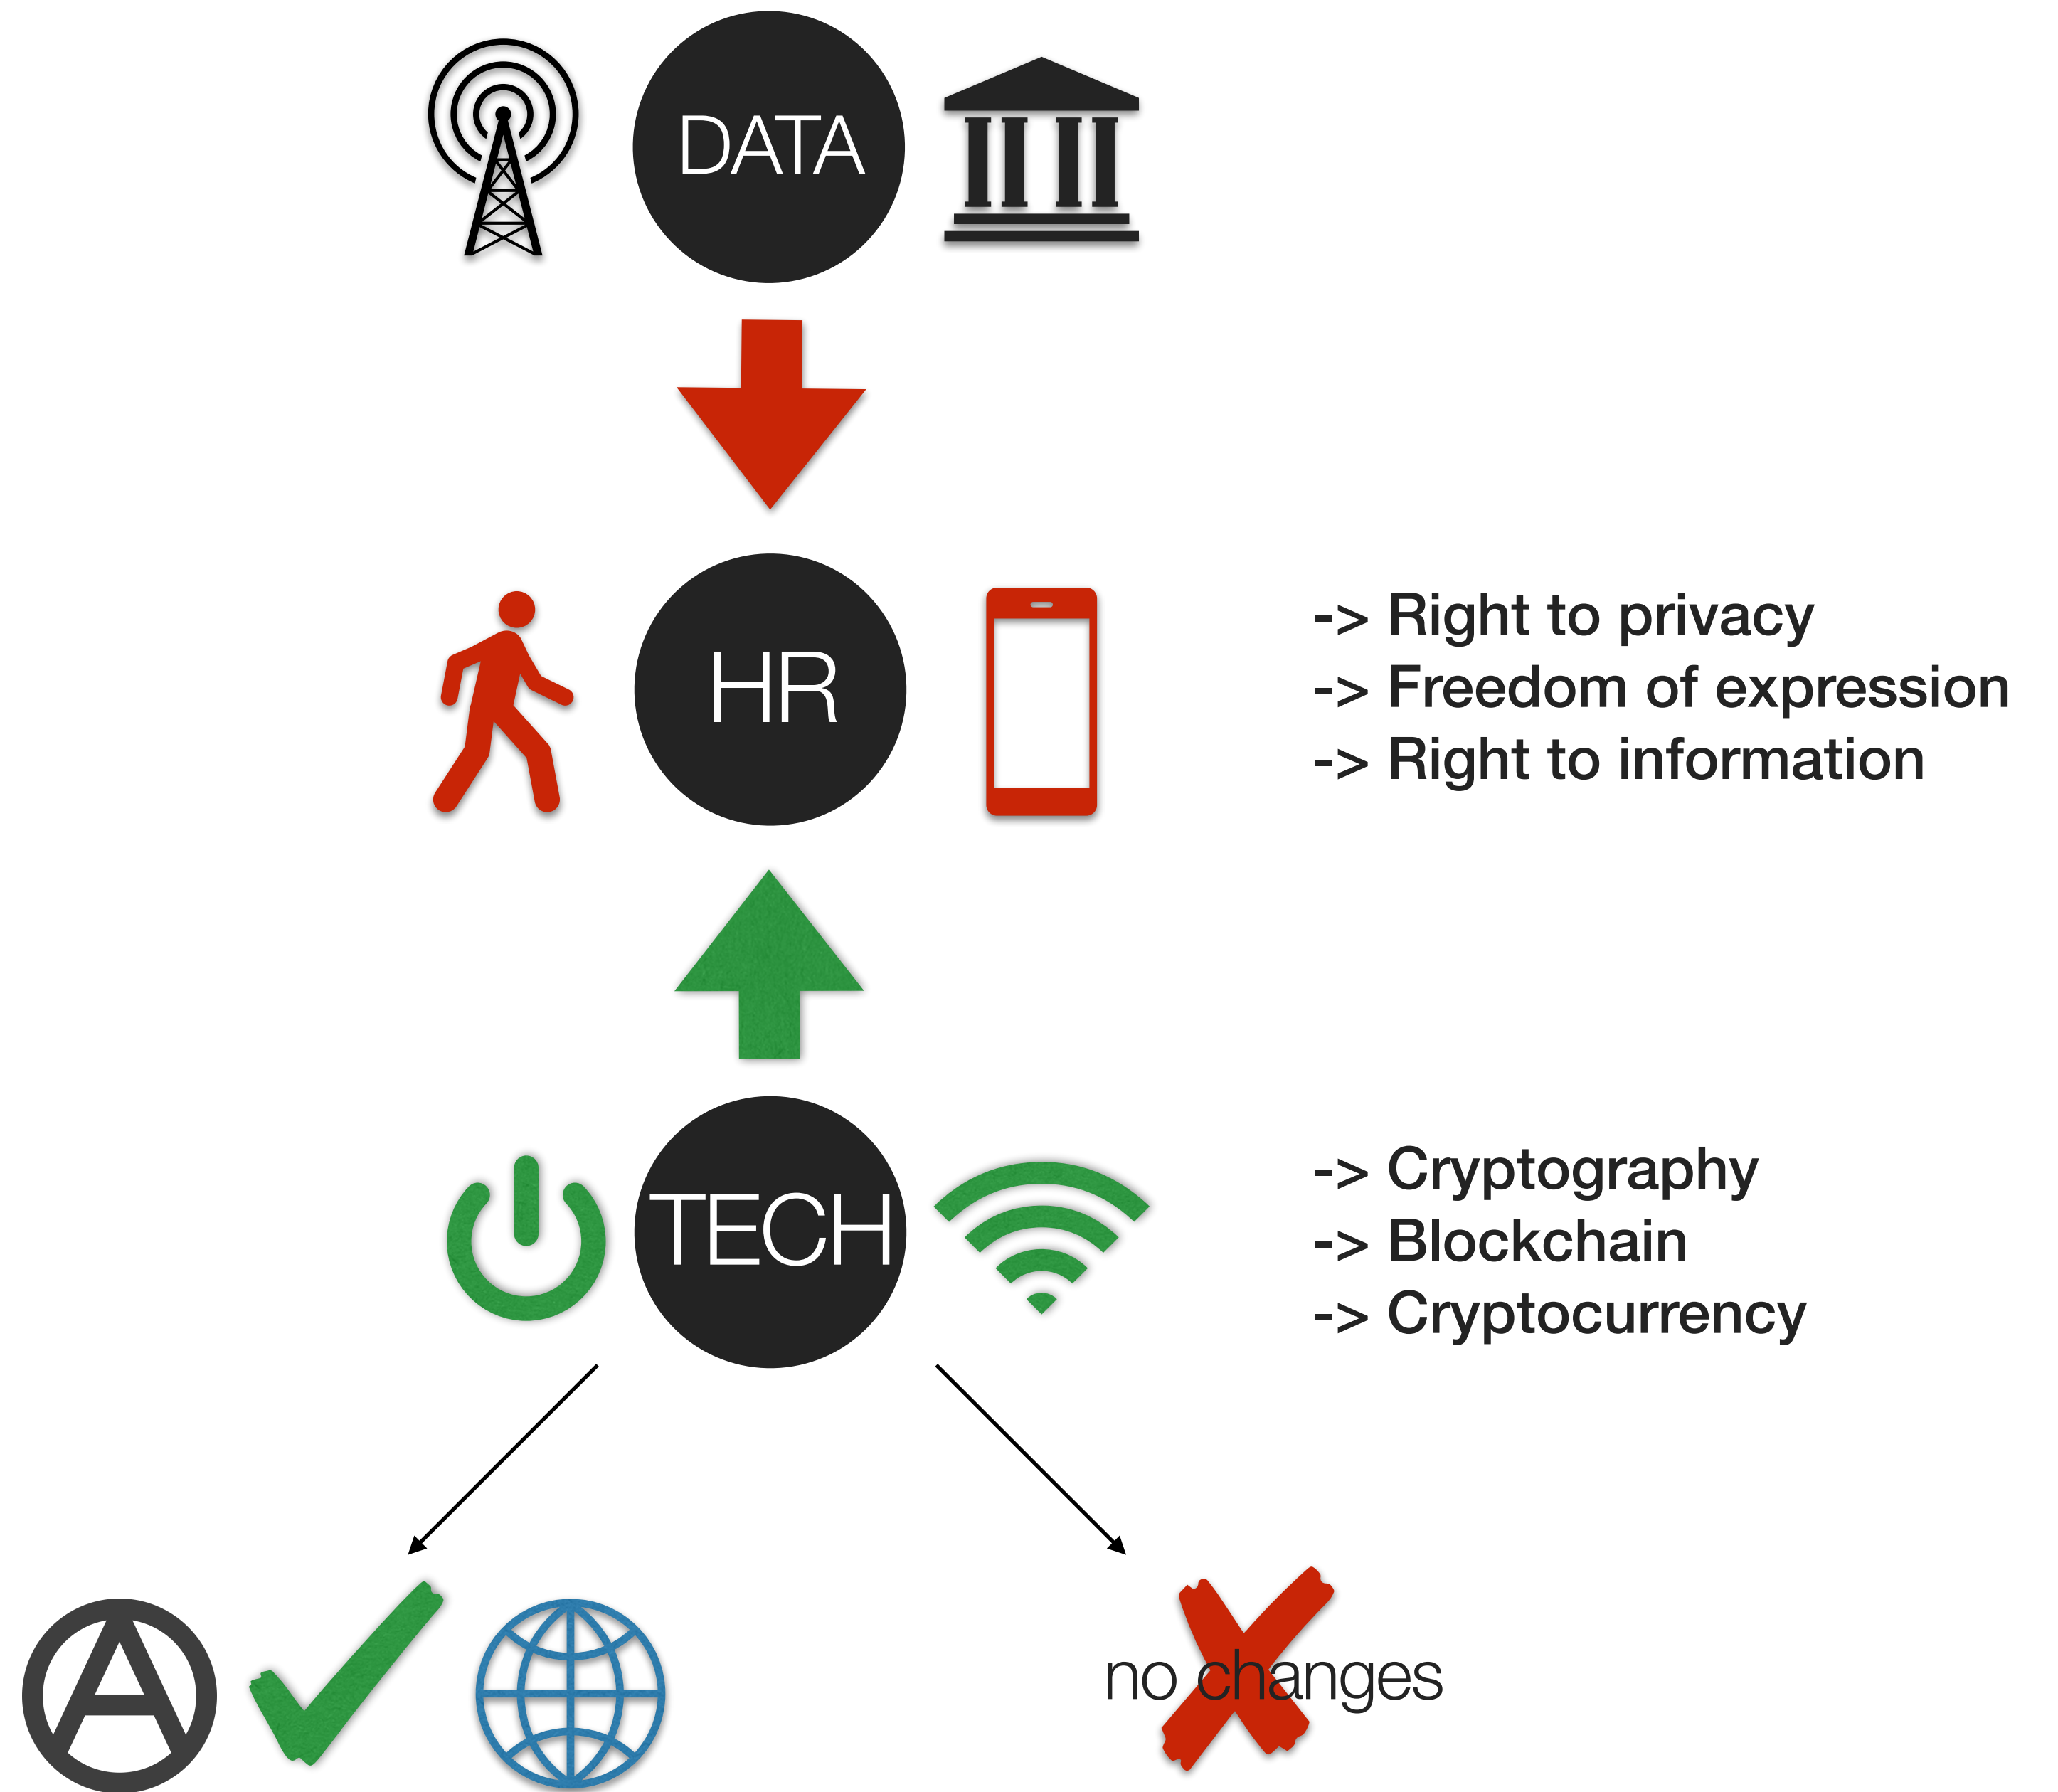 DATA
HR
-> Right to privacy
-> Freedom of expression
-> Right to information
TECH
-> Cryptography
-> Blockchain
-> Cryptocurrency
no changes